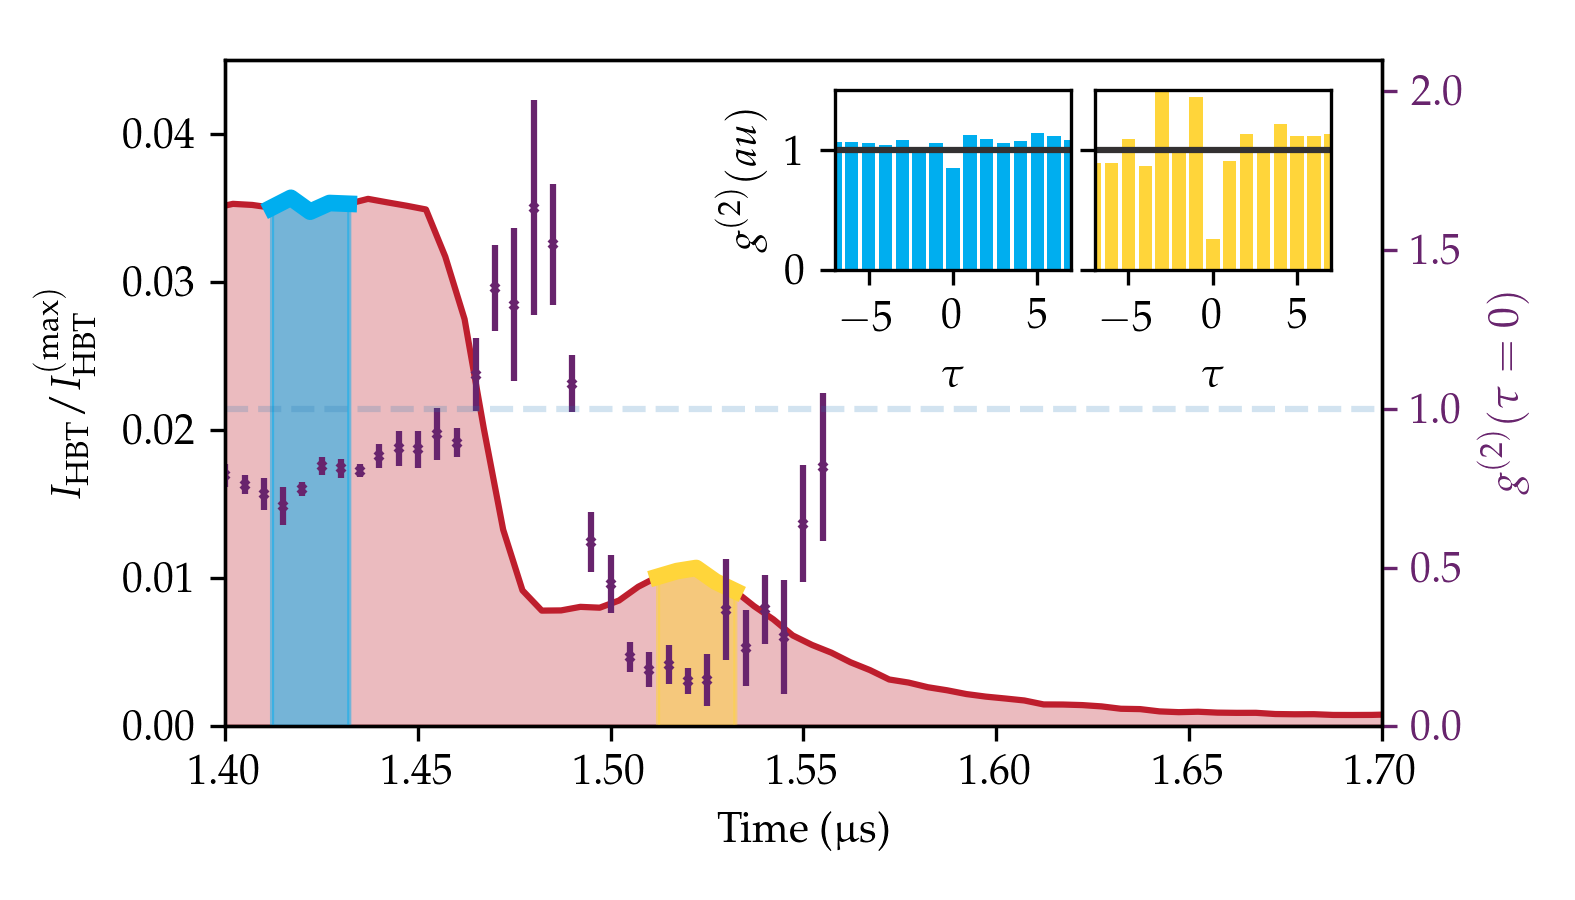 I_HBT / I_HBT^(max)
0.04
0.03
0.02
0.01
0.00
1.40 1.45 1.50 1.55 1.60 1.65 1.70
Time (μs)
2.0
1.5
1.0
0.5
0.0
g^(2)(τ = 0)
g^(2)(au)
1
0
−5 0 5
τ
−5 0 5
τ